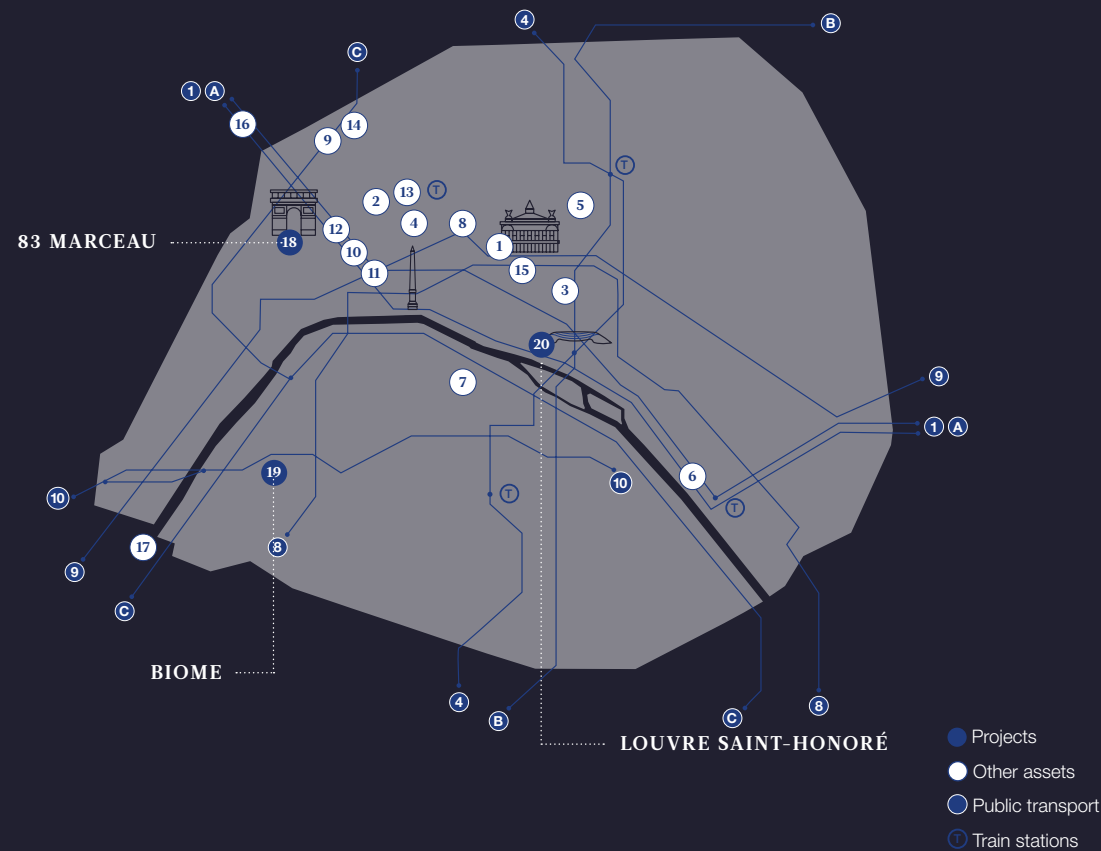 4
B
C
1 A
16
14
9
T
13
T
2
5
4
8
12
83 MARCEAU
18
1
10
15
11
3
20
9
7
1 A
19
6
10
10
T
T
17
8
9
C
BIOME
4
8
B
C
LOUVRE SAINT-HONORÉ
Projects
Other assets
Public transport
T Train stations